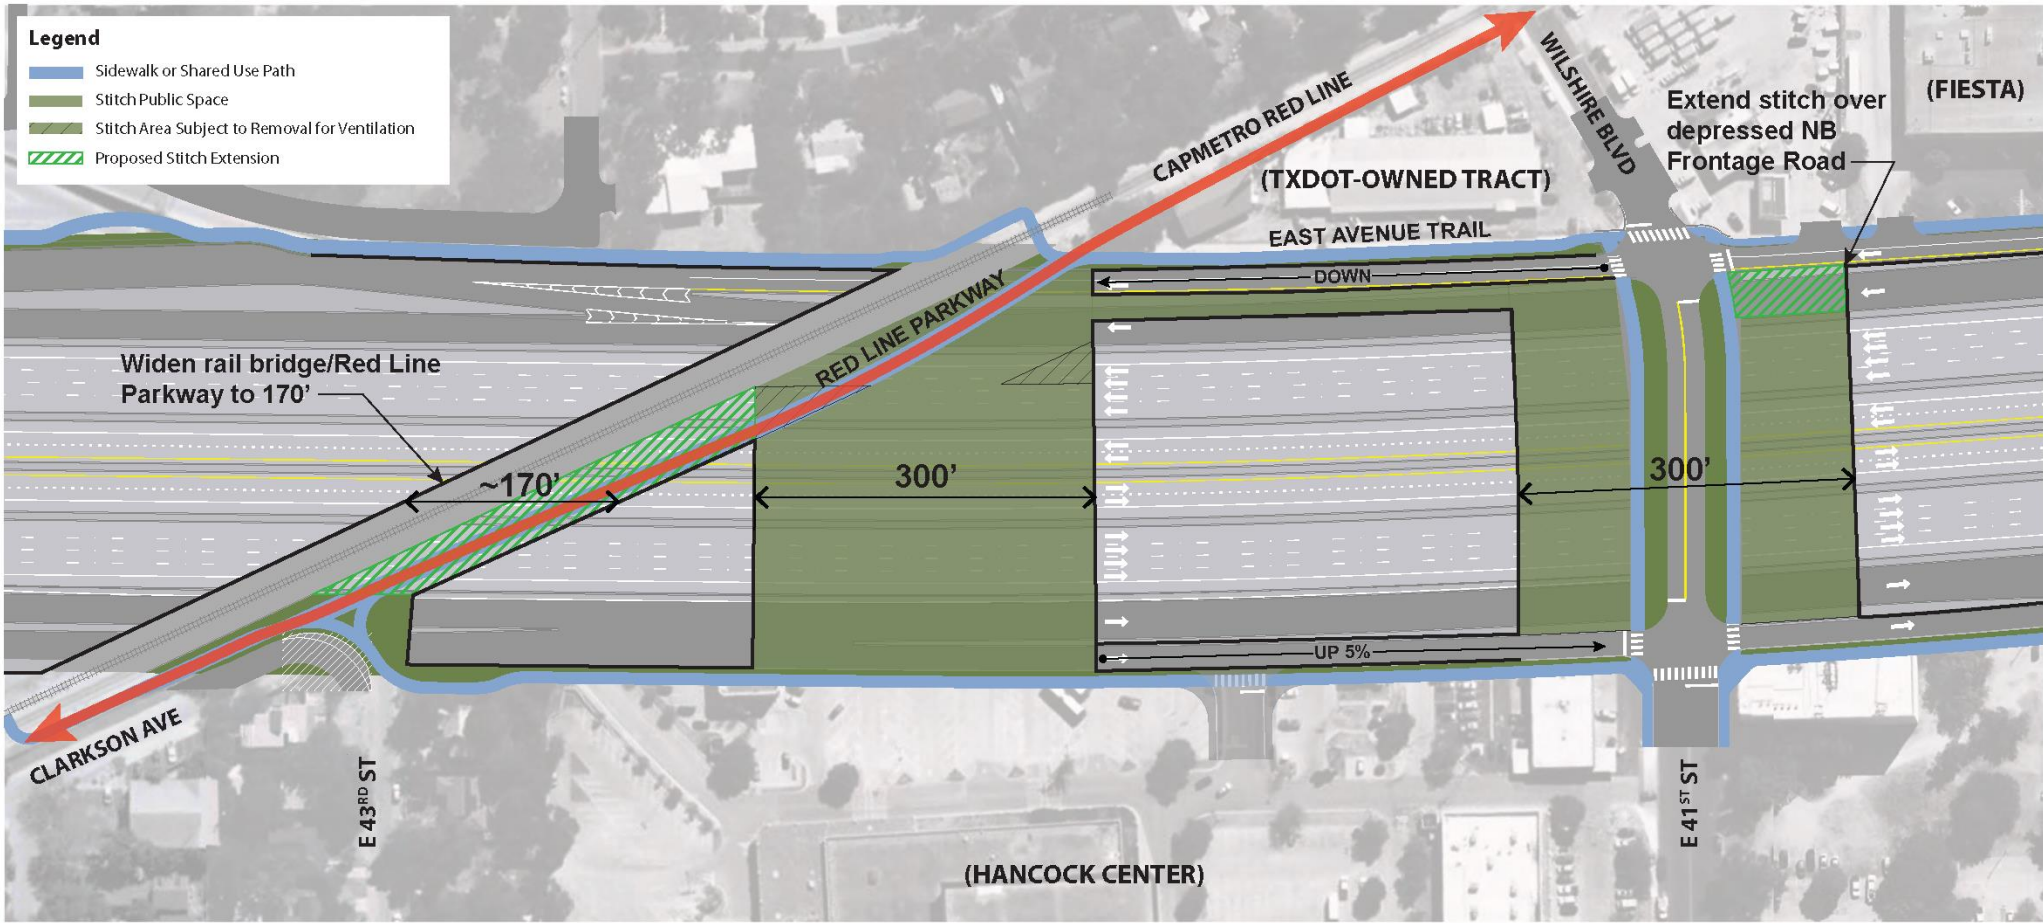 Legend
Sidewalk or Shared Use Path
Stitch Public Space
Stitch Area Subject to Removal for Ventilation
Proposed Stitch Extension
WILSHIRE BLVD
(FIESTA)
Extend stitch over
depressed NB
Frontage Road
CAPMETRO RED LINE
(TXDOT-OWNED TRACT)
EAST AVENUE TRAIL
DOWN
RED LINE PARKWAY
Widen rail bridge/Red Line
Parkway to 170'
~170'
300'
300'
UP 5%
CLARKSON AVE
E 43RD ST
E 41ST ST
(HANCOCK CENTER)